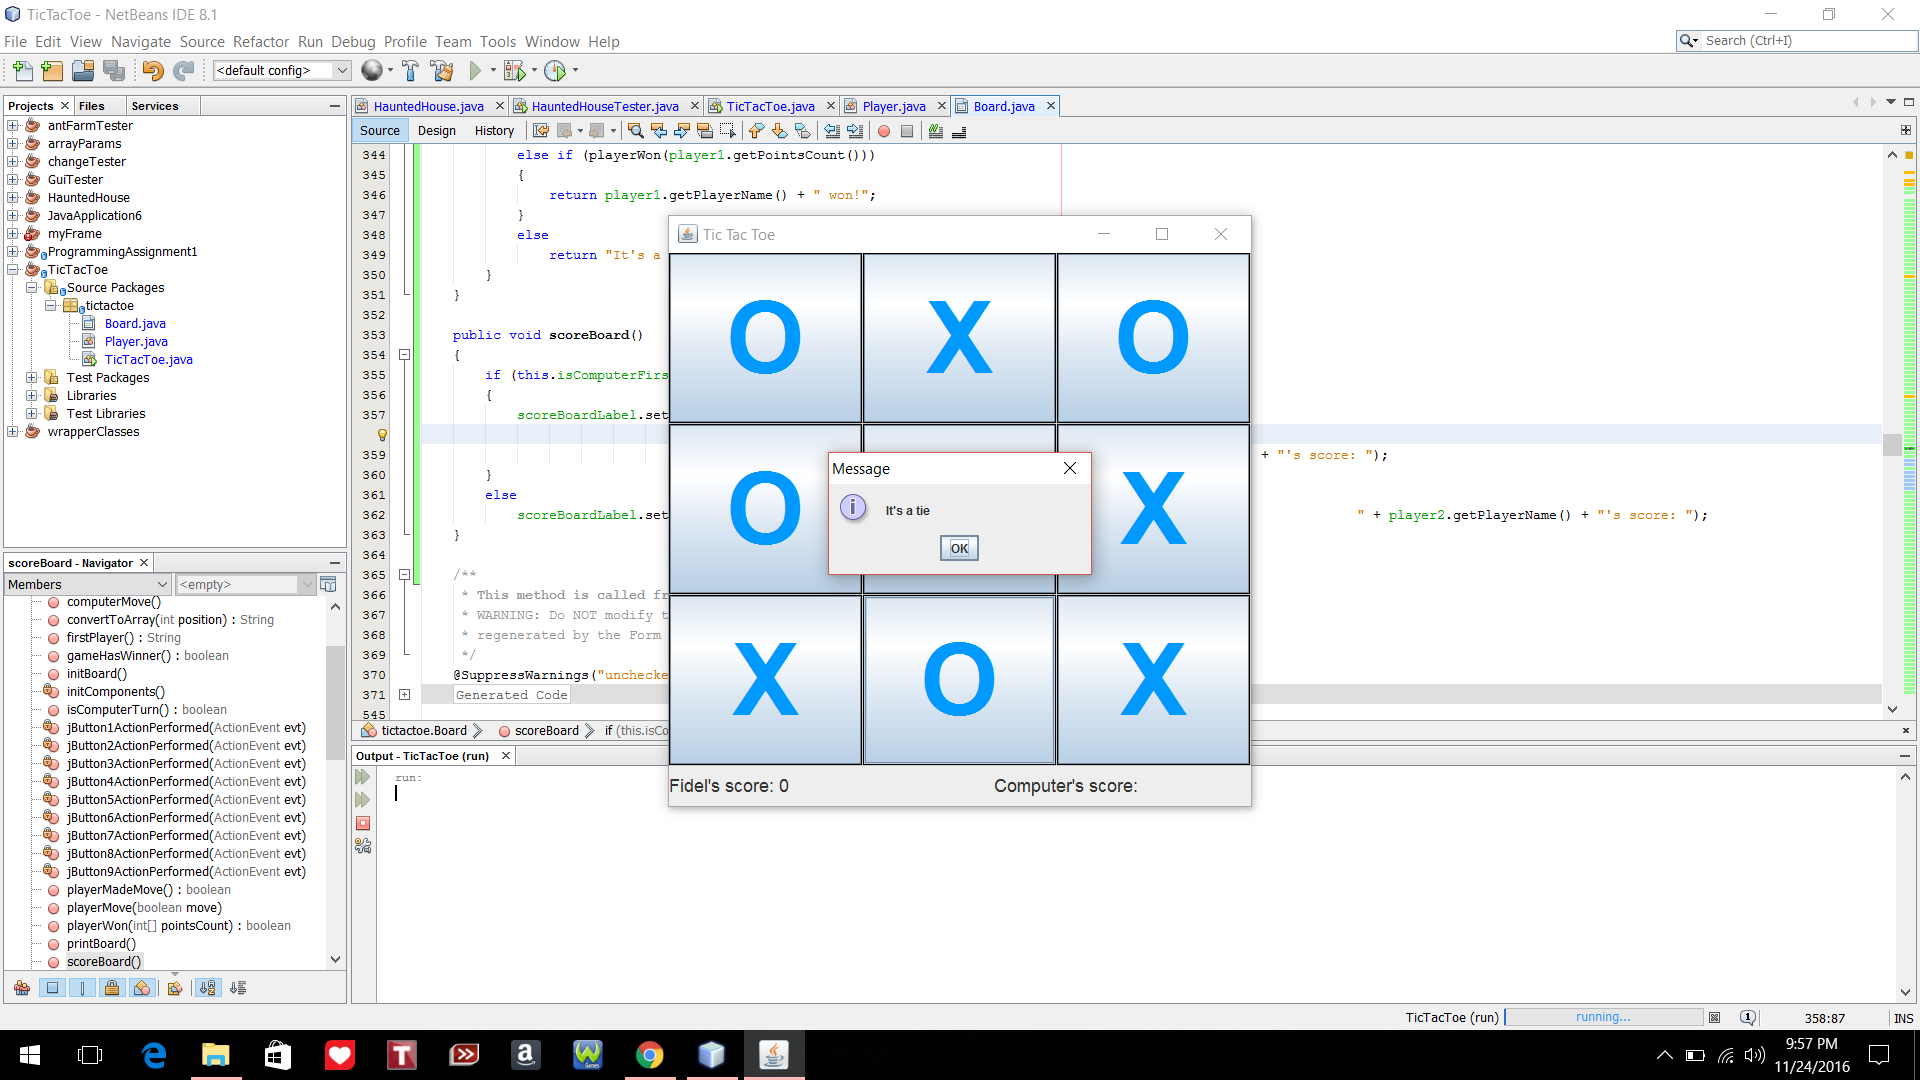 TicTacToe - NetBeans IDE 8.1
File Edit View Navigate Source Refactor Run Debug Profile Team Tools Window Help
Search (Ctrl+I)
<default config>
Projects Files Services
antFarmTester
arrayParams
changeTester
GuiTester
HauntedHouse
JavaApplication6
myFrame
ProgrammingAssignment1
TicTacToe
Source Packages
tictactoe
Board.java
Player.java
TicTacToe.java
Test Packages
Libraries
Test Libraries
wrapperClasses
scoreBoard - Navigator
Members
<empty>
computerMove()
convertToArray(int position) : String
firstPlayer() : String
gameHasWinner() : boolean
initBoard()
initComponents()
isComputerTurn() : boolean
jButton1ActionPerformed(ActionEvent evt)
jButton2ActionPerformed(ActionEvent evt)
jButton3ActionPerformed(ActionEvent evt)
jButton4ActionPerformed(ActionEvent evt)
jButton5ActionPerformed(ActionEvent evt)
jButton6ActionPerformed(ActionEvent evt)
jButton7ActionPerformed(ActionEvent evt)
jButton8ActionPerformed(ActionEvent evt)
jButton9ActionPerformed(ActionEvent evt)
playerMadeMove() : boolean
playerMove(boolean move)
playerWon(int[] pointsCount) : boolean
printBoard()
scoreBoard()
HauntedHouse.java HauntedHouseTester.java TicTacToe.java Player.java Board.java
Source Design History
344 else if (playerWon(player1.getPointsCount()))
345 {
346 return player1.getPlayerName() + " won!";
347 }
348 else
349 return "It's a
350 }
351 }
352
353 public void scoreBoard()
354 {
355 if (this.isComputerFirs
356 {
357 scoreBoardLabel.set
359 + "'s score: ");
360 }
361 else
362 scoreBoardLabel.set " + player2.getPlayerName() + "'s score: ");
363 }
364
365 /**
366 * This method is called fr
367 * WARNING: Do NOT modify t
368 * regenerated by the Form
369 */
370 @SuppressWarnings("unchecke
371 Generated Code
545
tictactoe.Board scoreBoard if (this.isCo
Output - TicTacToe (run)
run:
Tic Tac Toe
O X O
O X
X O X
Message
It's a tie
OK
Fidel's score: 0 Computer's score:
TicTacToe (run) running... 358:87 INS
9:57 PM
11/24/2016